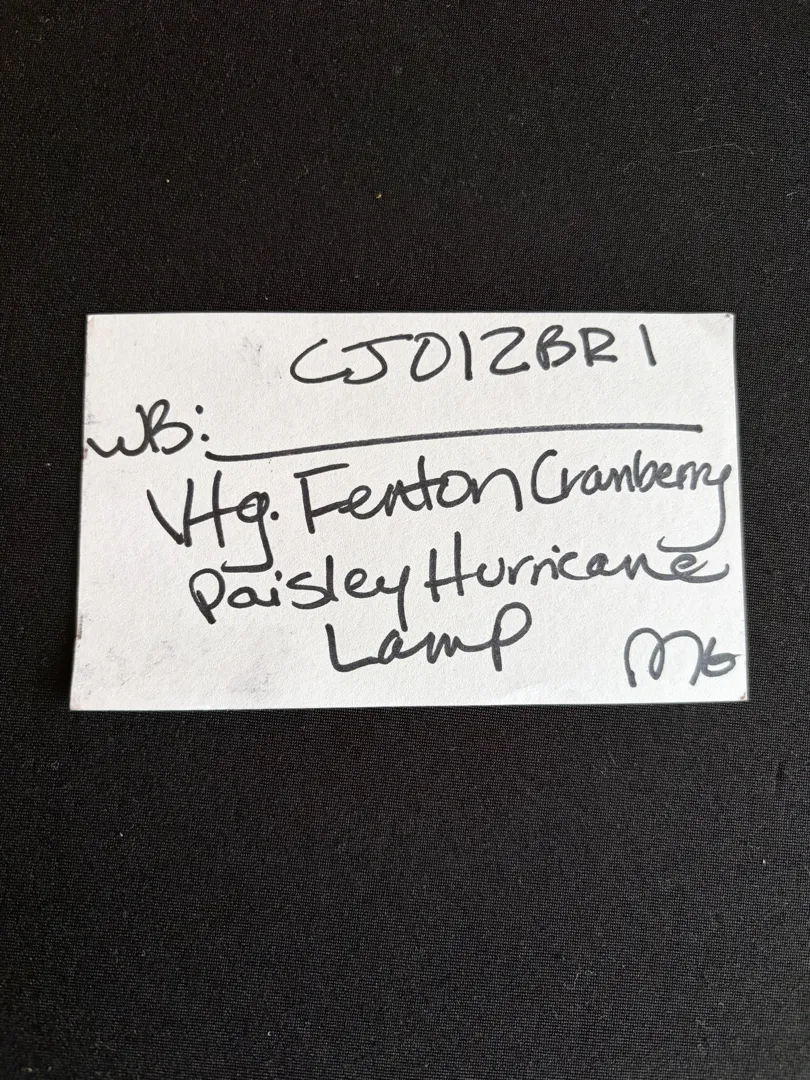 CJ012BR1
WB:
Vtg. Fenton Cranberry
Paisley Hurricane
Lamp